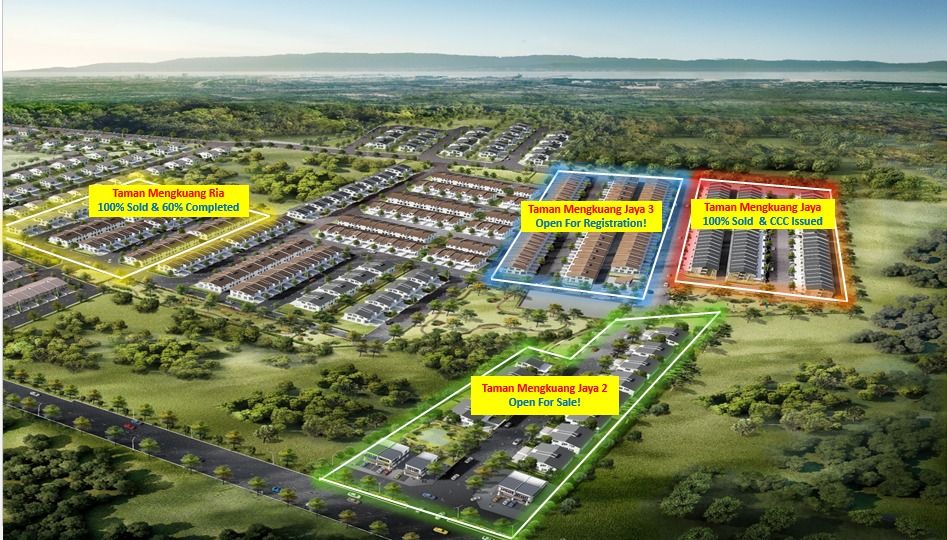 Taman Mengkuang Ria
100% Sold & 60% Completed
Taman Mengkuang Jaya 3
Open For Registration!
Taman Mengkuang Jaya
100% Sold & CCC Issued
Taman Mengkuang Jaya 2
Open For Sale!